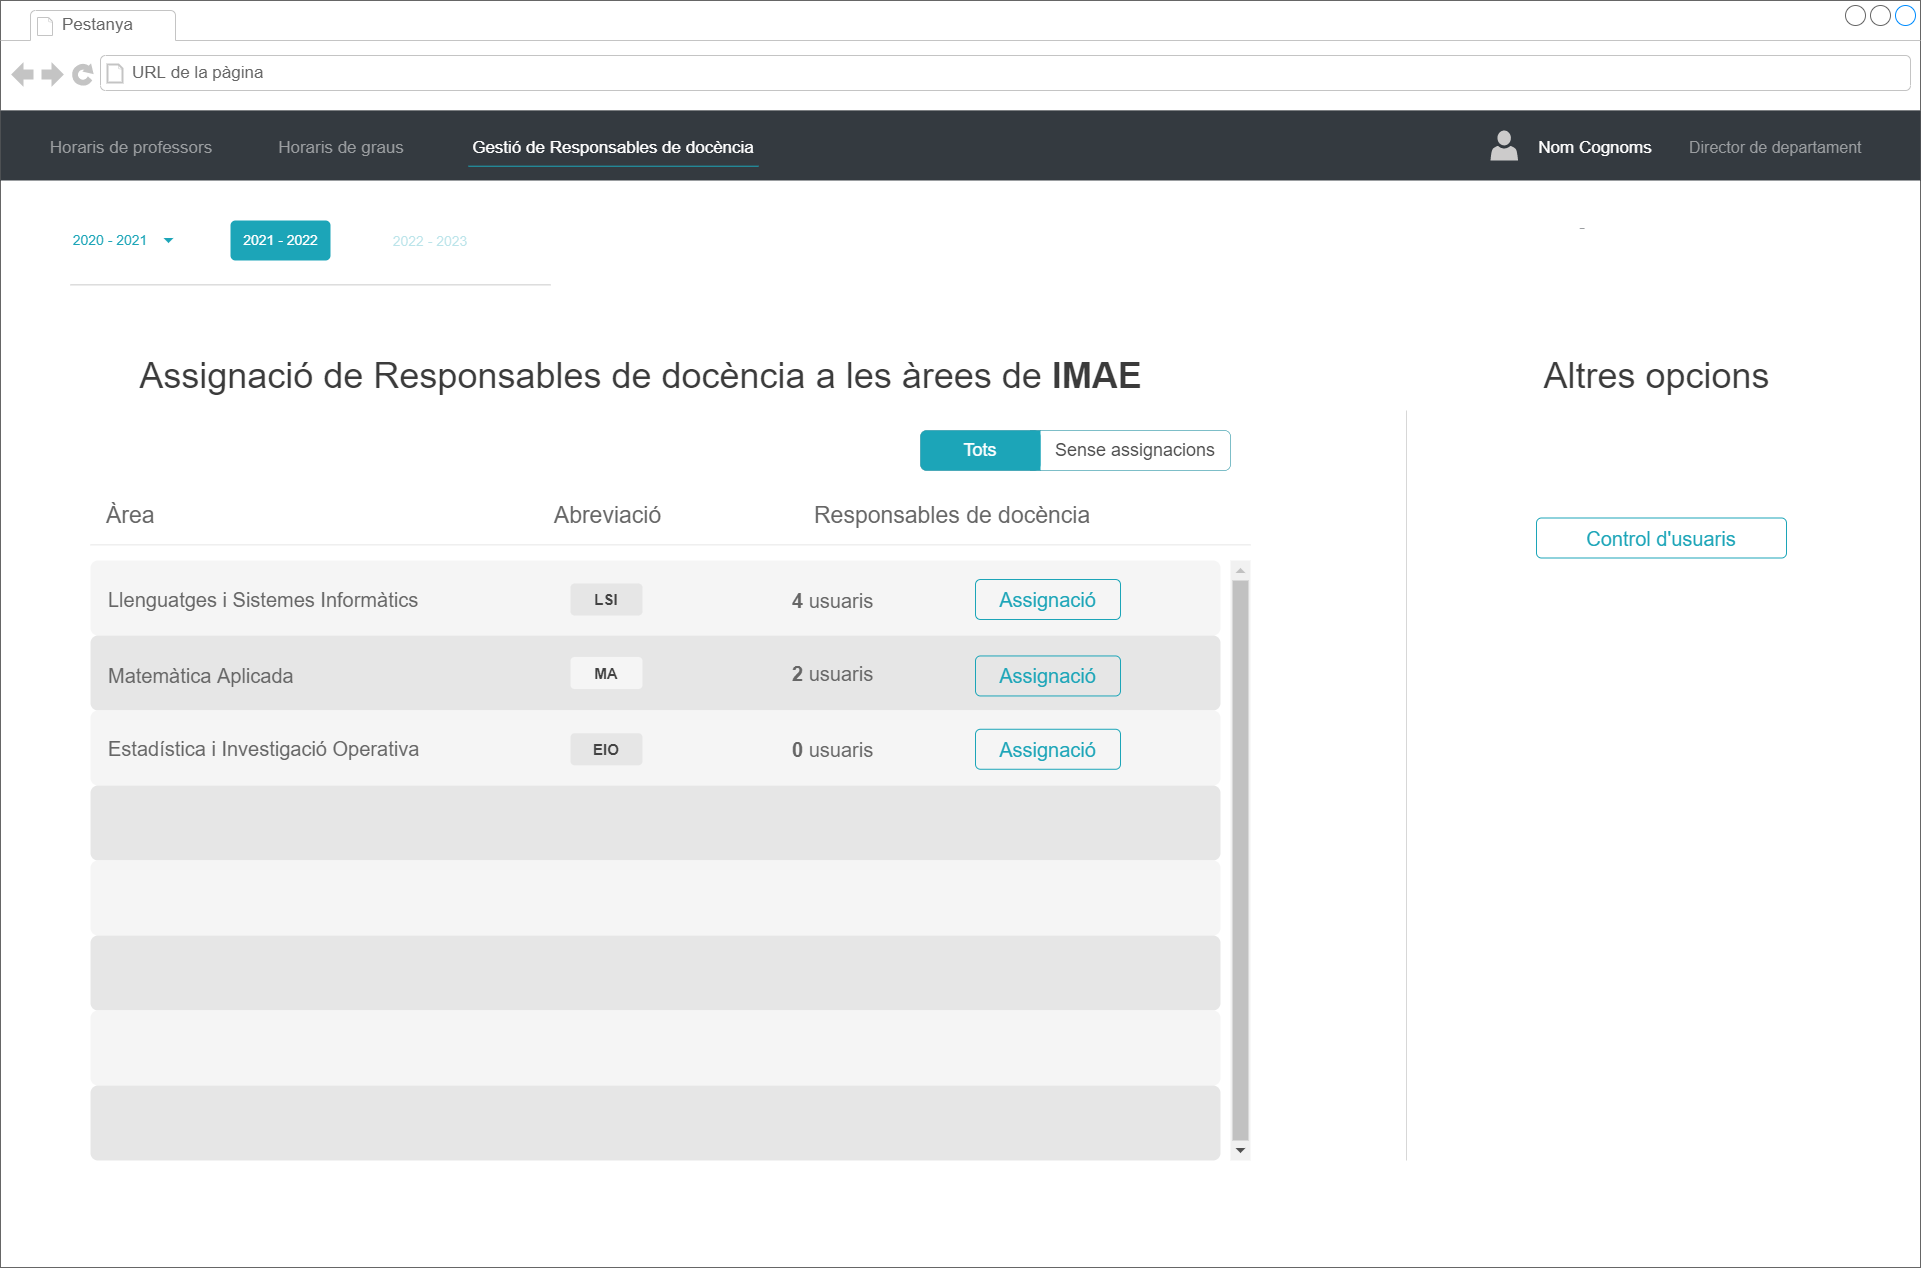 Pestanya
URL de la pàgina
Horaris de professors
Horaris de graus
Gestió de Responsables de docència
Nom Cognoms
Director de departament
2020 - 2021
2021 - 2022
2022 - 2023
-
Assignació de Responsables de docència a les àrees de IMAE
Altres opcions
Tots
Sense assignacions
Àrea
Abreviació
Responsables de docència
Control d'usuaris
Llenguatges i Sistemes Informàtics
LSI
4 usuaris
Assignació
Matemàtica Aplicada
MA
2 usuaris
Assignació
Estadística i Investigació Operativa
EIO
0 usuaris
Assignació